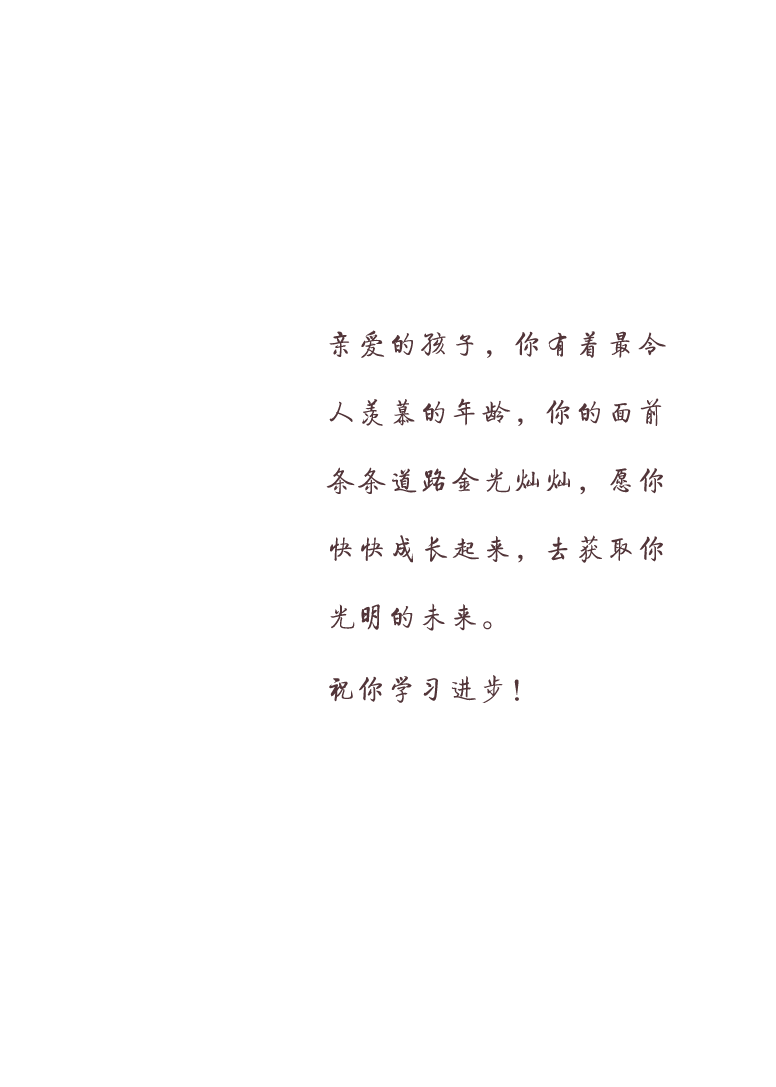 亲爱的孩子，你有着最令
人羡慕的年龄，你的面前
条条道路金光灿灿，愿你
快快成长起来，去获取你
光明的未来。
祝你学习进步！